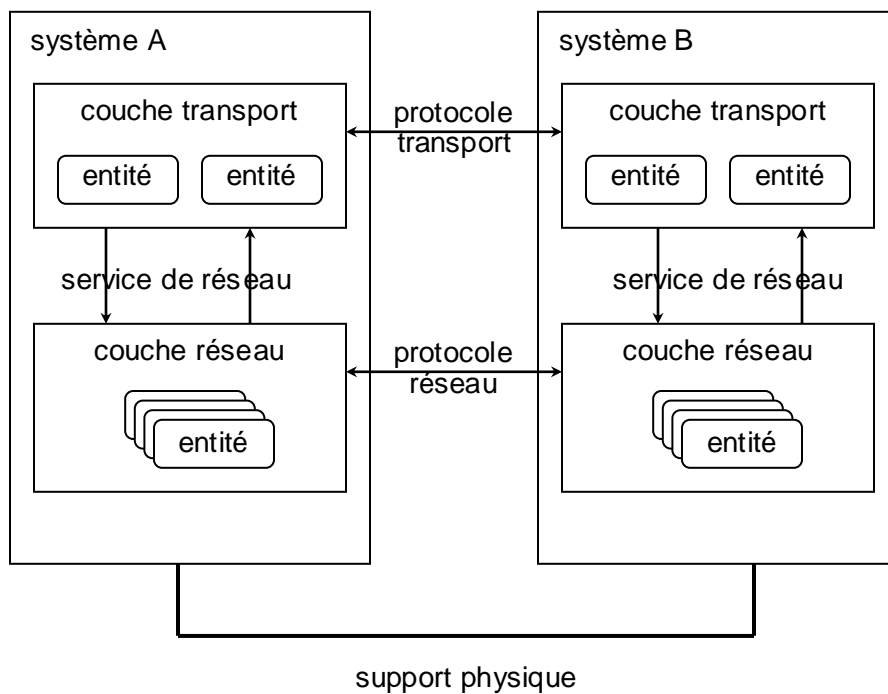 système A
système B
couche transport
protocole
transport
couche transport
entité
entité
entité
entité
service de réseau
service de réseau
couche réseau
protocole
réseau
couche réseau
entité
entité
support physique